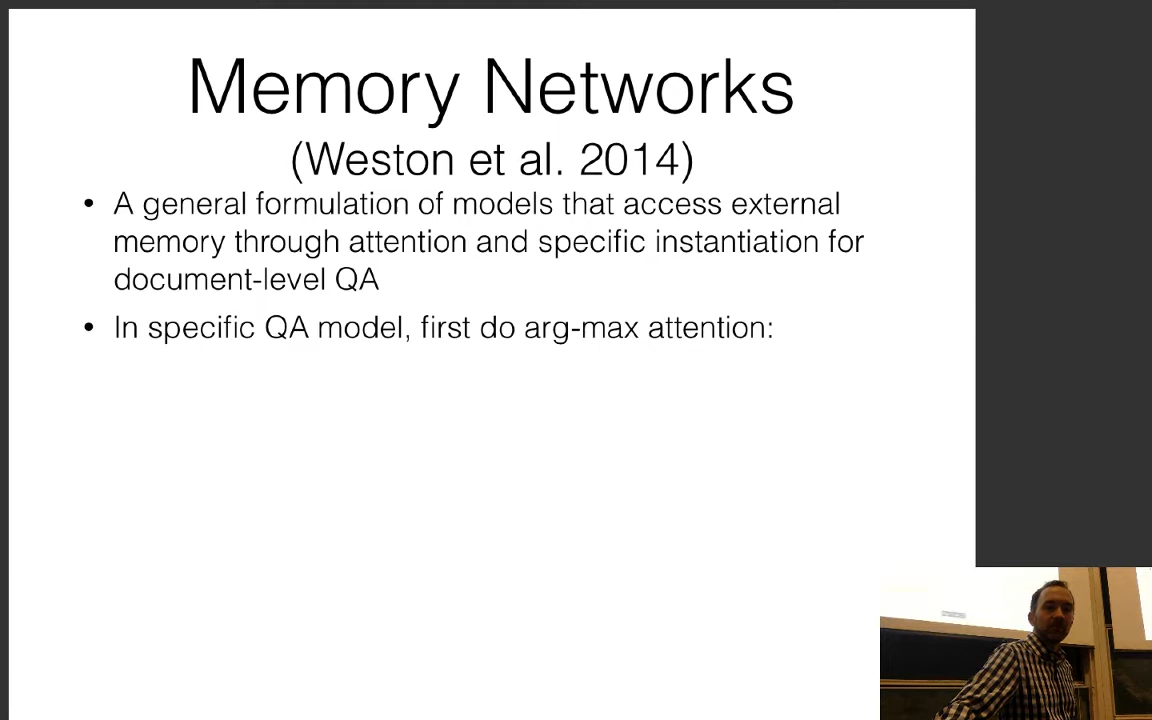 Memory Networks
(Weston et al. 2014)
• A general formulation of models that access external
memory through attention and specific instantiation for
document-level QA
• In specific QA model, first do arg-max attention: